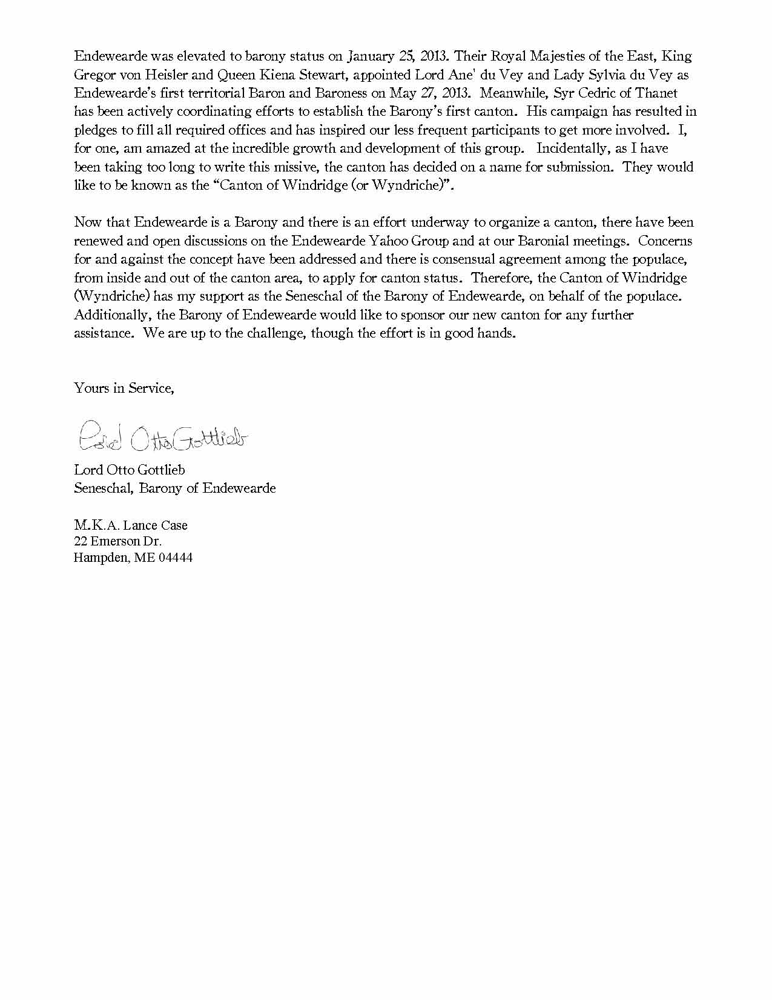 Endewearde was elevated to barony status on January 25, 2013. Their Royal Majesties of the East, King
Gregor von Heisler and Queen Kiena Stewart, appointed Lord Ane' du Vey and Lady Sylvia du Vey as
Endewearde’s first territorial Baron and Baroness on May 27, 2013. Meanwhile, Syr Cedric of Thanet
has been actively coordinating efforts to establish the Barony’s first canton. His campaign has resulted in
pledges to fill all required offices and has inspired our less frequent participants to get more involved. I,
for one, am amazed at the incredible growth and development of this group. Incidentally, as I have
been taking too long to write this missive, the canton has decided on a name for submission. They would
like to be known as the “Canton of Windridge (or Wyndriche)”.
Now that Endewearde is a Barony and there is an effort underway to organize a canton, there have been
renewed and open discussions on the Endewearde Yahoo Group and at our Baronial meetings. Concerns
for and against the concept have been addressed and there is consensual agreement among the populace,
from inside and out of the canton area, to apply for canton status. Therefore, the Canton of Windridge
(Wyndriche) has my support as the Seneschal of the Barony of Endewearde, on behalf of the populace.
Additionally, the Barony of Endewearde would like to sponsor our new canton for any further
assistance. We are up to the challenge, though the effort is in good hands.
Yours in Service,
Lord Otto Gottlieb
Lord Otto Gottlieb
Seneschal, Barony of Endewearde
M.K.A. Lance Case
22 Emerson Dr.
Hampden, ME 04444